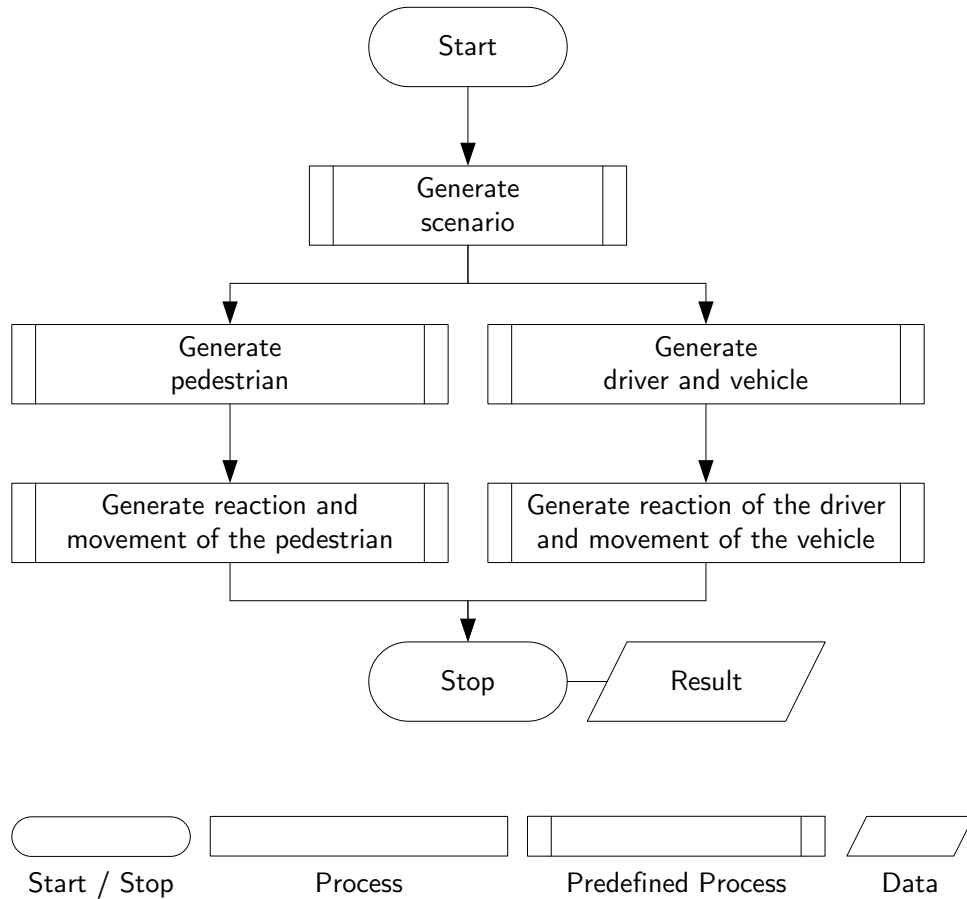 Start
Generate
scenario
Generate
pedestrian
Generate
driver and vehicle
Generate reaction and
movement of the pedestrian
Generate reaction of the driver
and movement of the vehicle
Stop
Result
Start / Stop
Process
Predefined Process
Data